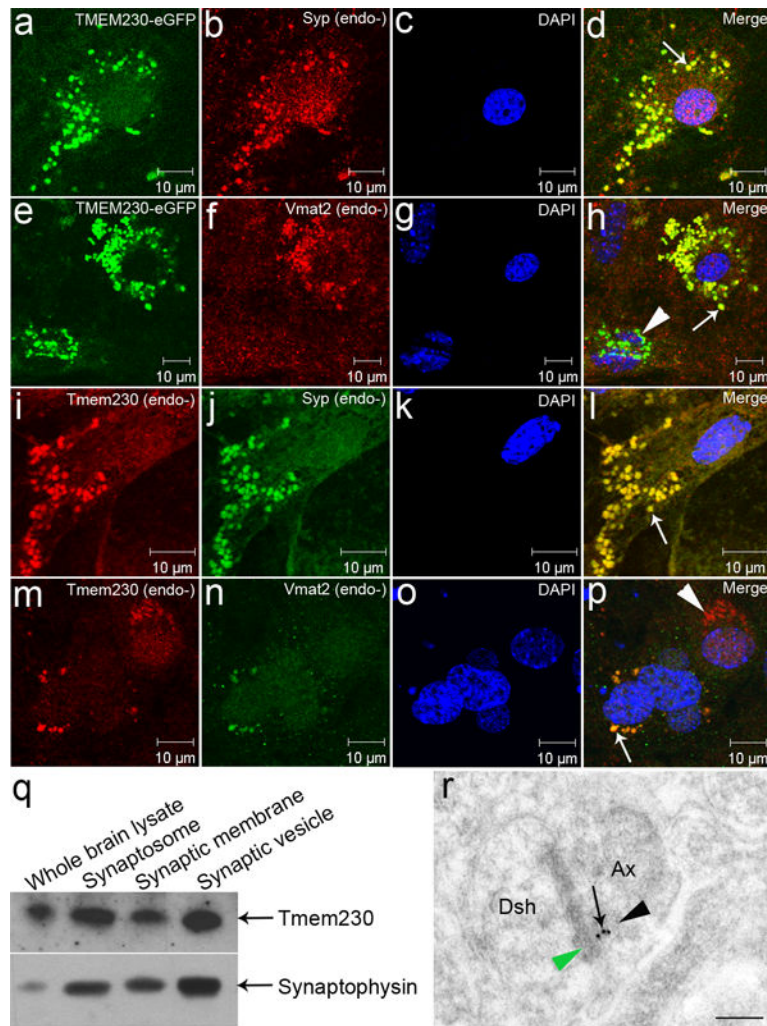 a TMEM230-eGFP
b Syp (endo-)
c DAPI
d Merge
10 µm
10 µm
10 µm
10 µm
e TMEM230-eGFP
f Vmat2 (endo-)
g DAPI
h Merge
10 µm
10 µm
10 µm
10 µm
i Tmem230 (endo-)
j Syp (endo-)
k DAPI
l Merge
10 µm
10 µm
10 µm
10 µm
m Tmem230 (endo-)
n Vmat2 (endo-)
o DAPI
p Merge
10 µm
10 µm
10 µm
10 µm
q
Whole brain lysate
Synaptosome
Synaptic membrane
Synaptic vesicle
Tmem230
Synaptophysin
r
Ax
Dsh